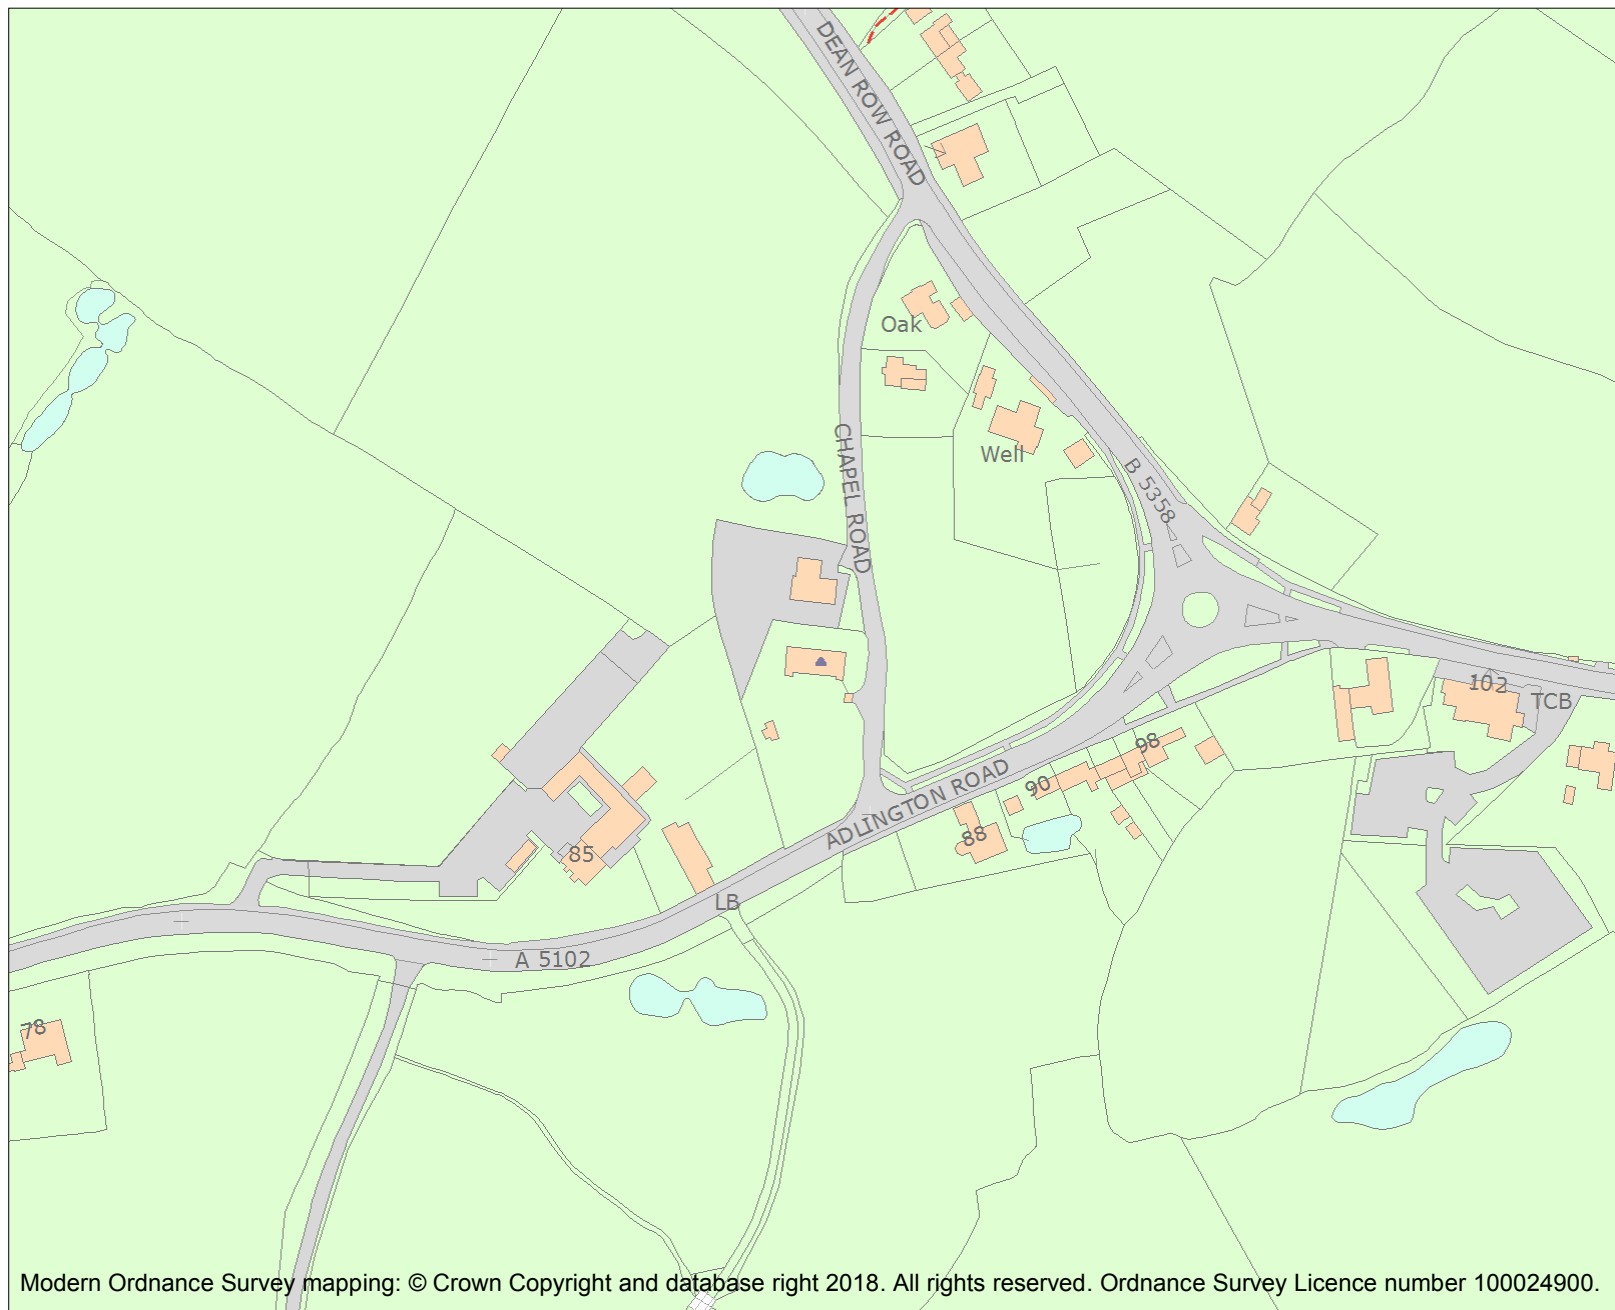 DEAN ROW ROAD
Oak
CHAPEL ROAD
Well
B 5358
102
TCB
98
90
ADLINGTON ROAD
88
85
LB
A 5102
78
Modern Ordnance Survey mapping: © Crown Copyright and database right 2018. All rights reserved. Ordnance Survey Licence number 100024900.